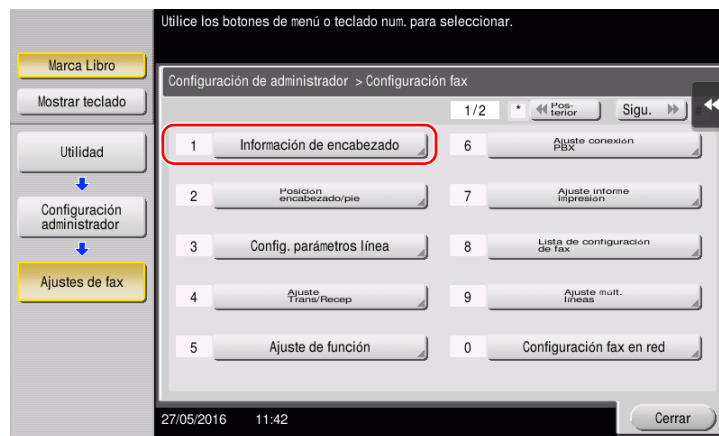 Utilice los botones de menú o teclado num. para seleccionar.
Marca Libro
Mostrar teclado
Utilidad
Configuración
administrador
Ajustes de fax
Configuración de administrador > Configuración fax
1/2
*
Pos-
terior
Sigu.
1 Información de encabezado
6 Ajuste conexión
PBX
2 Posición
encabezado/pie
7 Ajuste informe
impresión
3 Config. parámetros línea
8 Lista de configuración
de fax
4 Ajuste
Trans/Recep
9 Ajuste múlt.
líneas
5 Ajuste de función
0 Configuración fax en red
27/05/2016 11:42
Cerrar